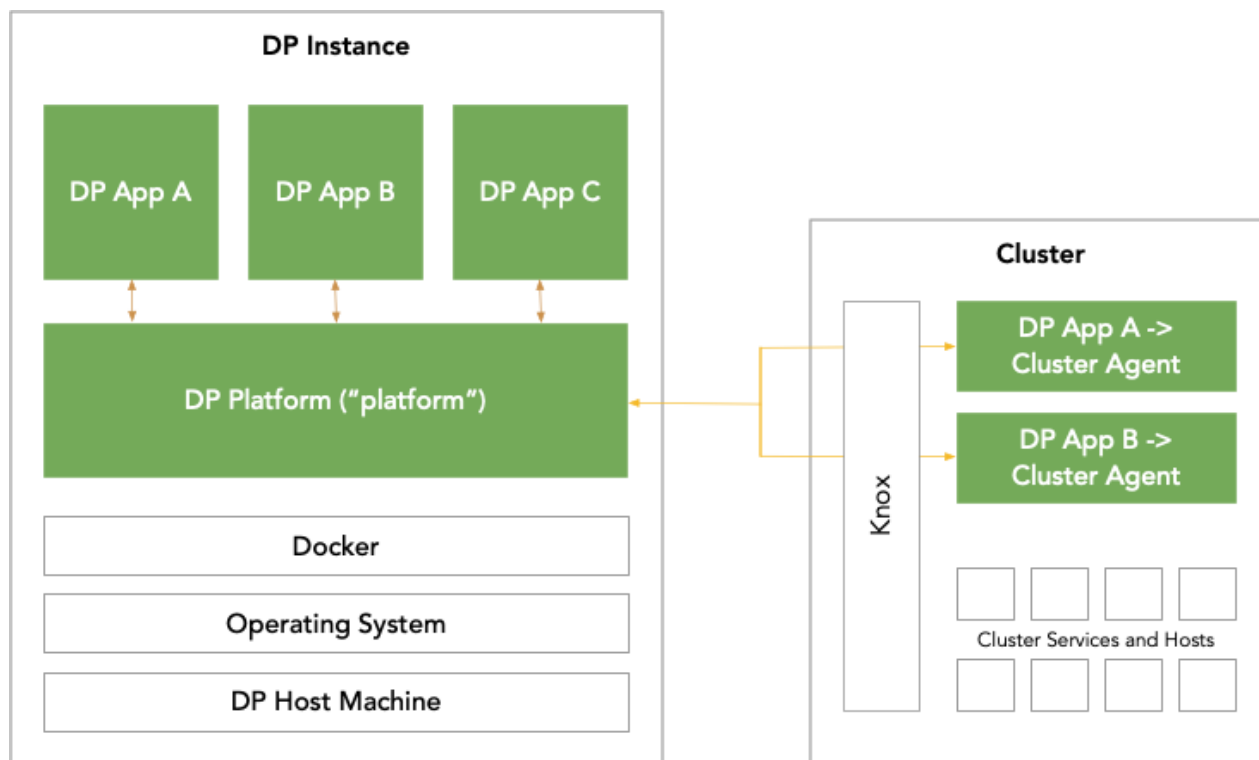 DP Instance
DP App A
DP App B
DP App C
DP Platform (“platform”)
Docker
Operating System
DP Host Machine
Cluster
Knox
DP App A ->
Cluster Agent
DP App B ->
Cluster Agent
Cluster Services and Hosts